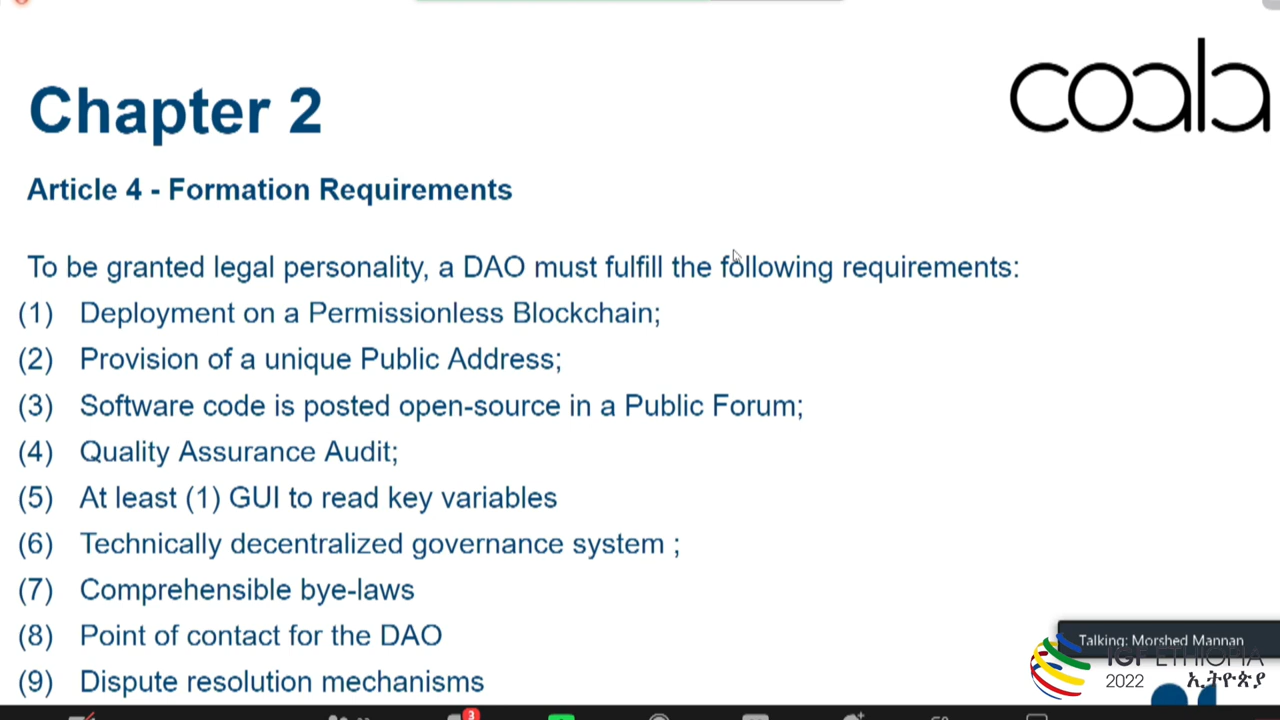 coala
Chapter 2
Article 4 - Formation Requirements
To be granted legal personality, a DAO must fulfill the following requirements:
(1) Deployment on a Permissionless Blockchain;
(2) Provision of a unique Public Address;
(3) Software code is posted open-source in a Public Forum;
(4) Quality Assurance Audit;
(5) At least (1) GUI to read key variables
(6) Technically decentralized governance system ;
(7) Comprehensible bye-laws
(8) Point of contact for the DAO
(9) Dispute resolution mechanisms
Talking: Morshed Mannan
IGF ETHIOPIA
2022 ኢትዮጵያ
3